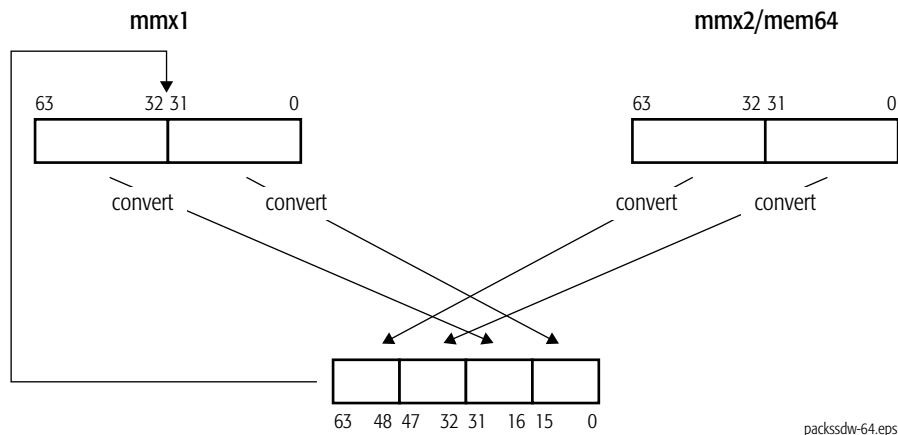 mmx1 mmx2/mem64
63 32 31 0 63 32 31 0
convert convert convert convert
63 48 47 32 31 16 15 0
packssdw-64.eps